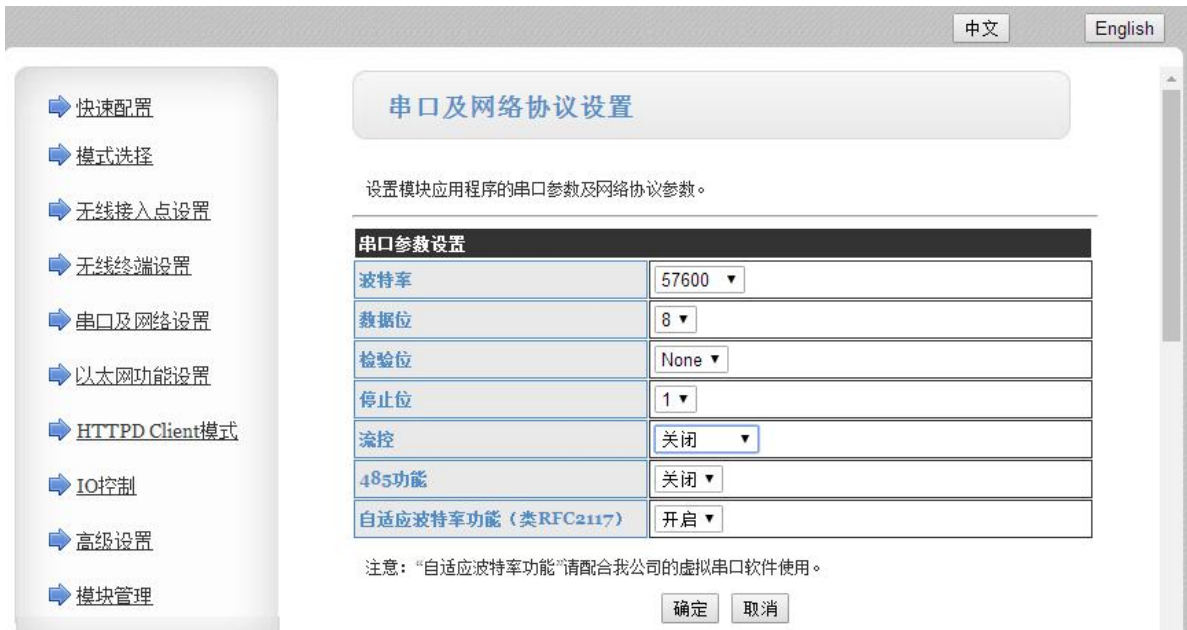 中文 English
快速配置
模式选择
无线接入点设置
无线终端设置
串口及网络设置
以太网功能设置
HTTPD Client模式
IO控制
高级设置
模块管理
串口及网络协议设置
设置模块应用程序的串口参数及网络协议参数。
串口参数设置
波特率 57600
数据位 8
检验位 None
停止位 1
流控 关闭
485功能 关闭
自适应波特率功能（类RFC2117） 开启
注意：“自适应波特率功能”请配合我公司的虚拟串口软件使用。
确定 取消